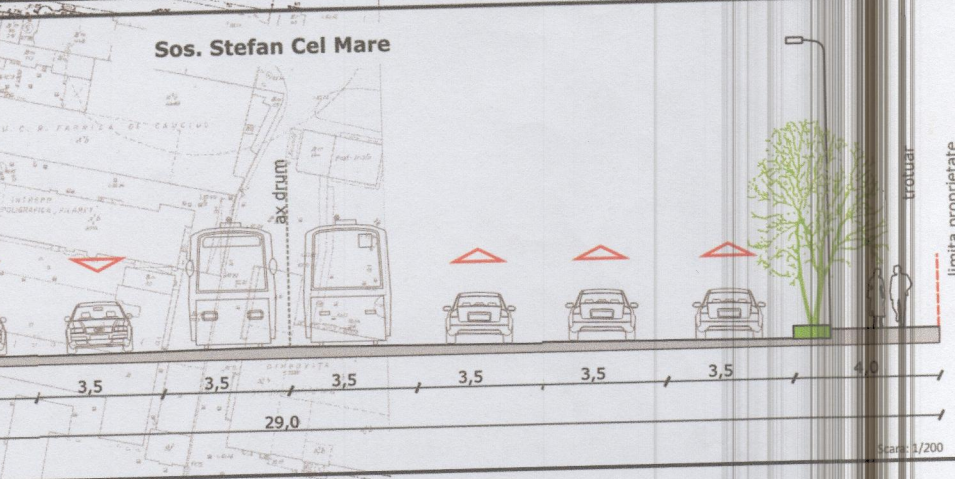 Sos. Stefan Cel Mare
ax drum
trotuar
limita proprietate
3,5
3,5
3,5
3,5
3,5
3,5
4,0
29,0
Scara: 1/200